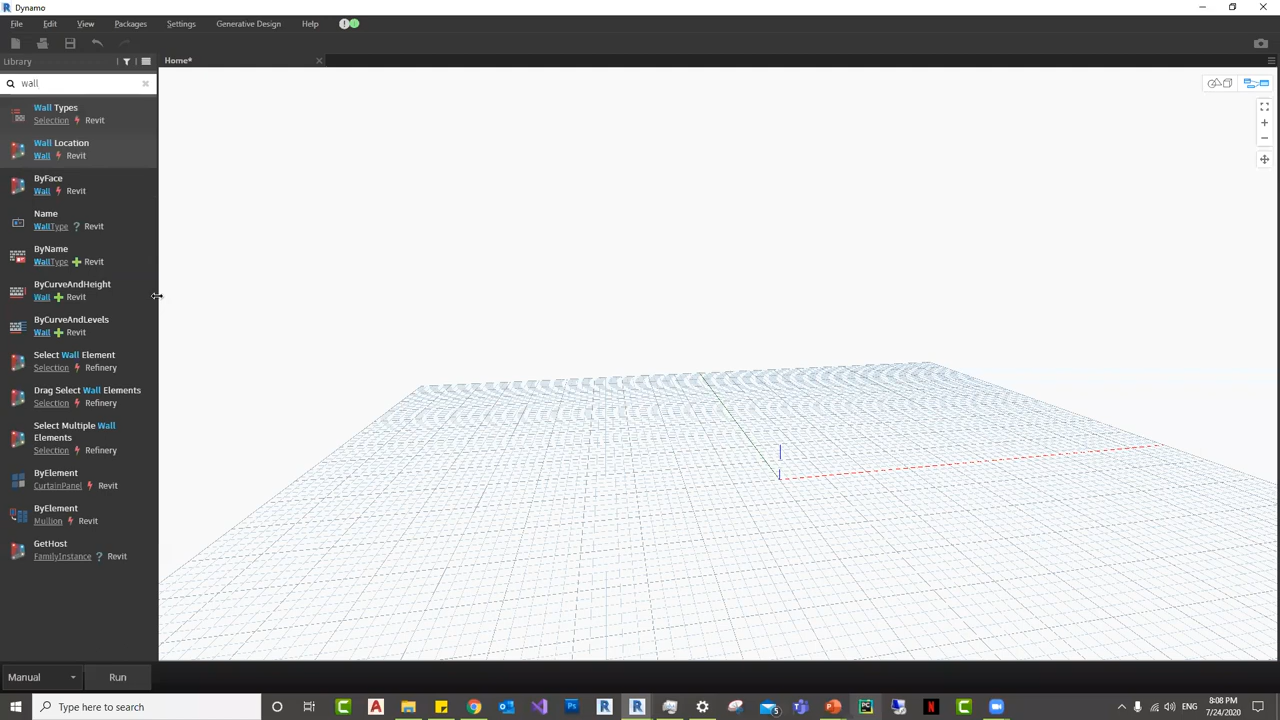 Dynamo
File Edit View Packages Settings Generative Design Help
Library
Home*
wall
Wall Types
Selection Revit
Wall Location
Wall Revit
ByFace
Wall Revit
Name
WallType ? Revit
ByName
WallType Revit
ByCurveAndHeight
Wall Revit
ByCurveAndLevels
Wall Revit
Select Wall Element
Selection Refinery
Drag Select Wall Elements
Selection Refinery
Select Multiple Wall
Elements
Selection Refinery
ByElement
CurtainPanel Revit
ByElement
Mullion Revit
GetHost
FamilyInstance ? Revit
Manual Run
Type here to search
8:08 PM
7/24/2020